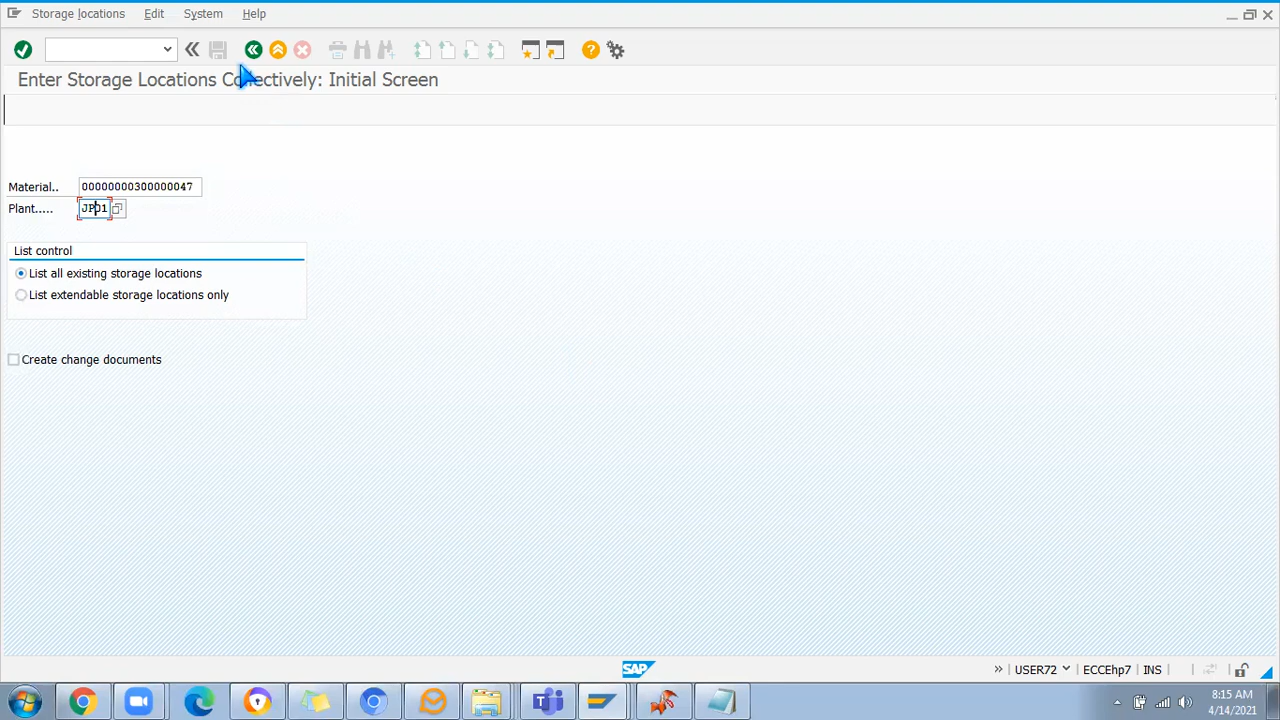 Storage locations Edit System Help
Enter Storage Locations Collectively: Initial Screen
Material.. 00000000300000047
Plant..... JP01
List control
List all existing storage locations
List extendable storage locations only
Create change documents
SAP
USER72 ECCEhp7 INS
8:15 AM
4/14/2021